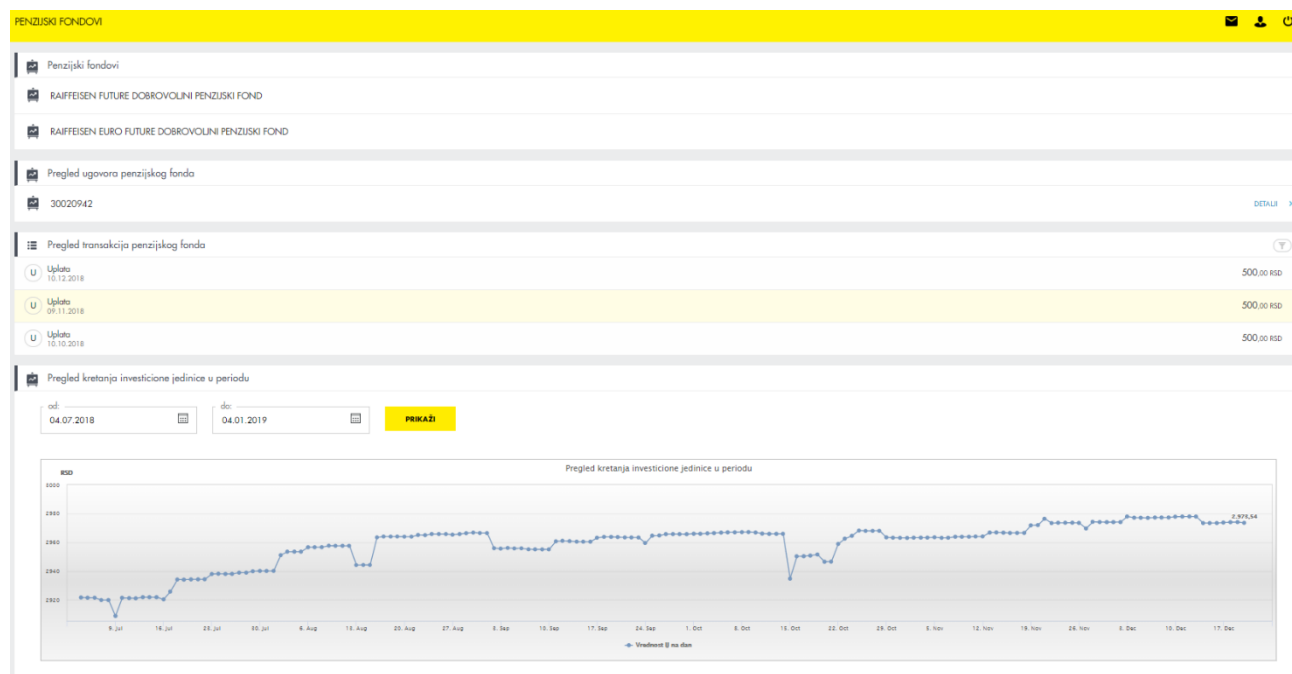 PENZIJSKI FONDOVI
Penzijski fondovi
RAIFFEISEN FUTURE DOBROVOLJNI PENZIJSKI FOND
RAIFFEISEN EURO FUTURE DOBROVOLJNI PENZIJSKI FOND
Pregled ugovora penzijskog fonda
30020942 DETALJI
Pregled transakcija penzijskog fonda
U Uplata 500,00 RSD
10.12.2018
U Uplata 500,00 RSD
09.11.2018
U Uplata 500,00 RSD
10.10.2018
Pregled kretanja investicione jedinice u periodu
od: do:
04.07.2018 04.01.2019 PRIKAŽI
RSD Pregled kretanja investicione jedinice u periodu
3000
2980
2960
2940
2920
9. Jul 16. Jul 23. Jul 30. Jul 6. Aug 13. Aug 20. Aug 27. Aug 3. Sep 10. Sep 17. Sep 24. Sep 1. Oct 8. Oct 15. Oct 22. Oct 29. Oct 5. Nov 12. Nov 19. Nov 26. Nov 3. Dec 10. Dec 17. Dec
Vrednost IJ na dan